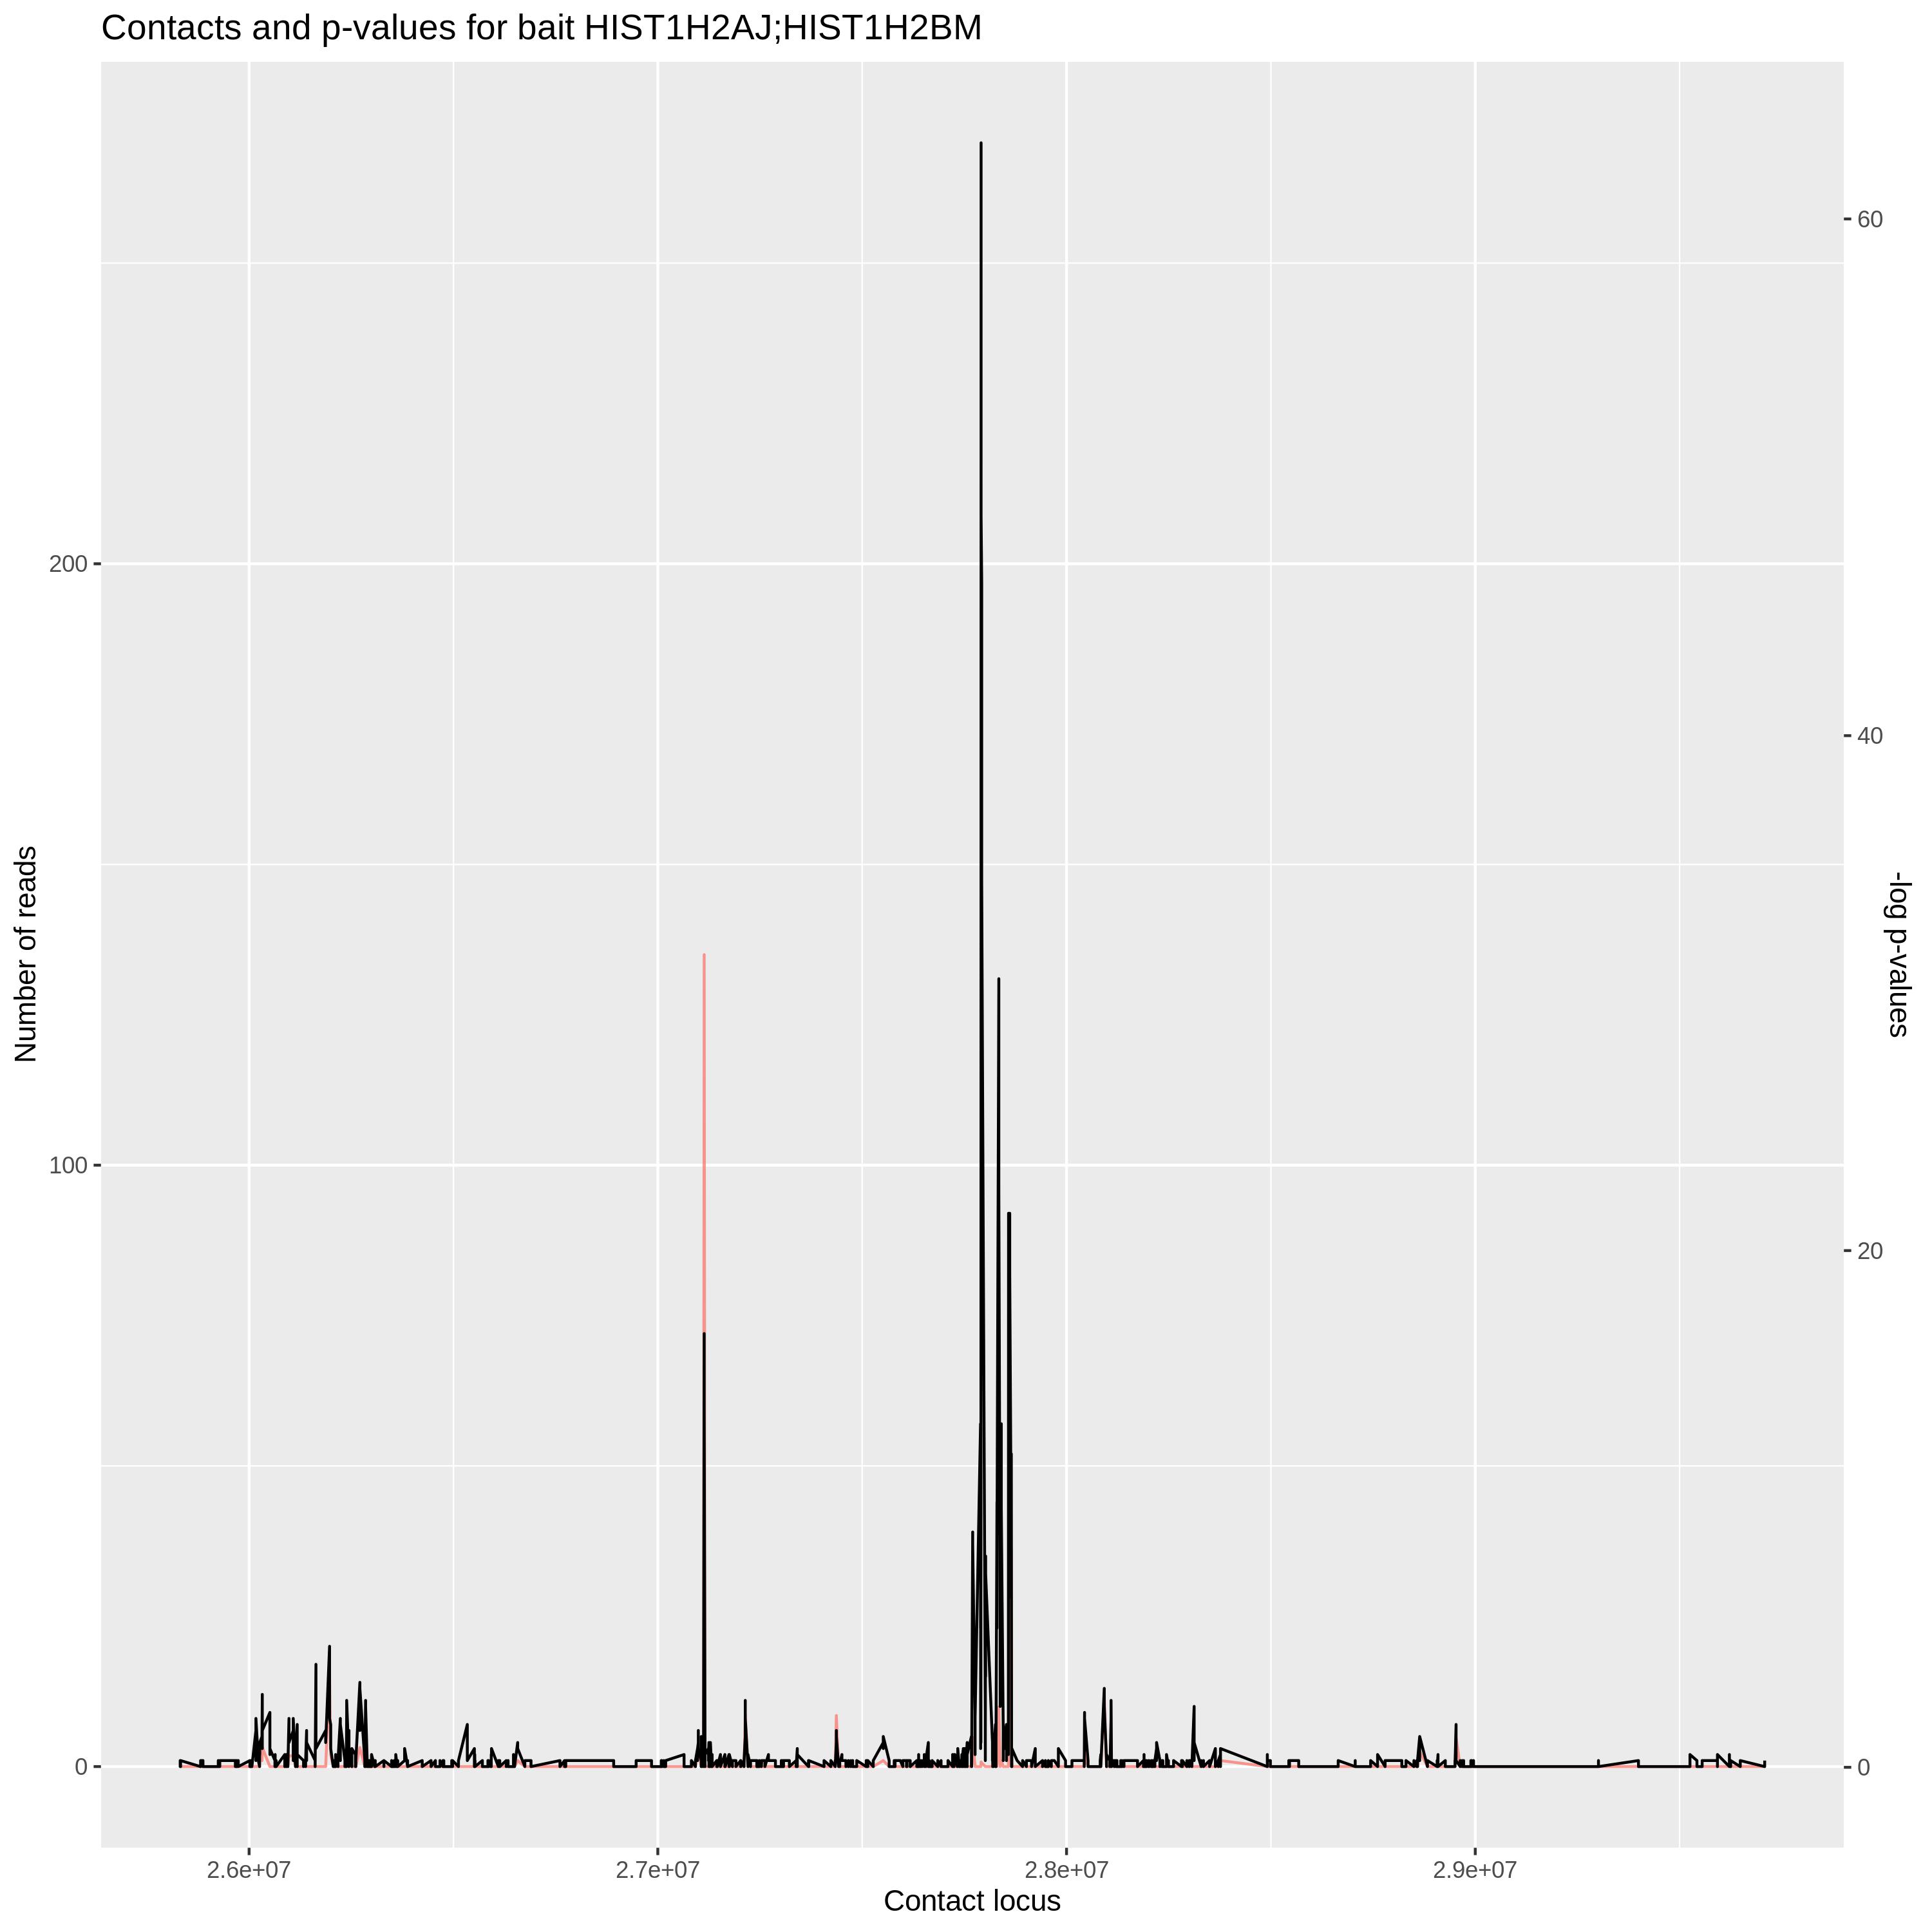 Contacts and p-values for bait HIST1H2AJ;HIST1H2BM
Number of reads
200
100
0
60
40
20
0
-log p-values
2.6e+07
2.7e+07
2.8e+07
2.9e+07
Contact locus